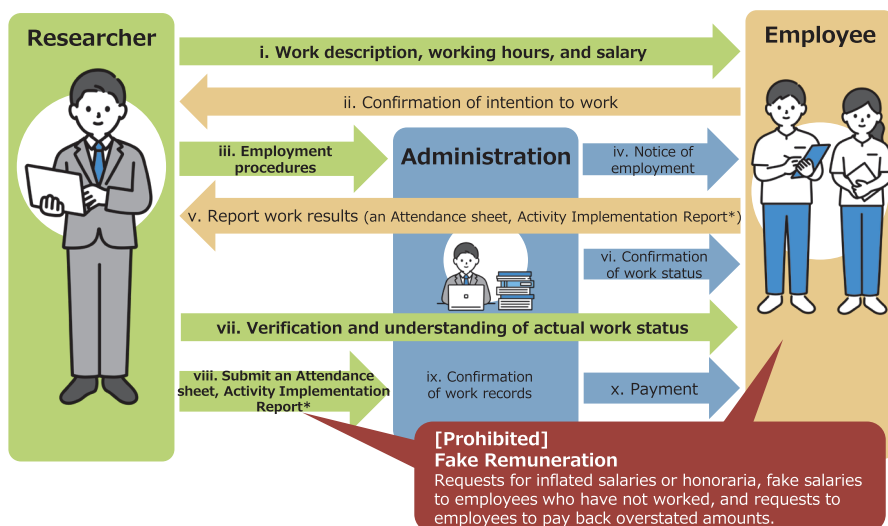 Researcher
Employee
i. Work description, working hours, and salary
ii. Confirmation of intention to work
iii. Employment
procedures
Administration
iv. Notice of
employment
v. Report work results (an Attendance sheet, Activity Implementation Report*)
vi. Confirmation
of work status
vii. Verification and understanding of actual work status
viii. Submit an Attendance
sheet, Activity Implementation
Report*
ix. Confirmation
of work records
x. Payment
[Prohibited]
Fake Remuneration
Requests for inflated salaries or honoraria, fake salaries
to employees who have not worked, and requests to
employees to pay back overstated amounts.